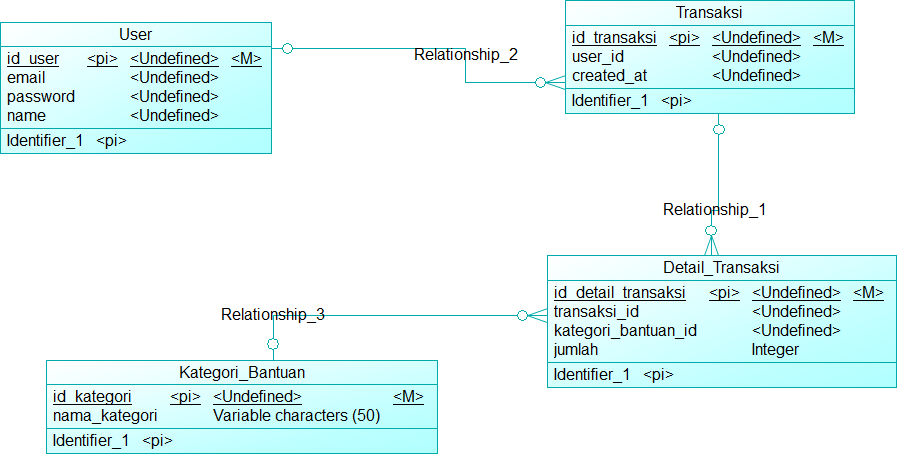 User
id_user <pi> <Undefined> <M>
email <Undefined>
password <Undefined>
name <Undefined>
Identifier_1 <pi>
Relationship_2
Transaksi
id_transaksi <pi> <Undefined> <M>
user_id <Undefined>
created_at <Undefined>
Identifier_1 <pi>
Relationship_1
Detail_Transaksi
id_detail_transaksi <pi> <Undefined> <M>
transaksi_id <Undefined>
kategori_bantuan_id <Undefined>
jumlah Integer
Identifier_1 <pi>
Relationship_3
Kategori_Bantuan
id_kategori <pi> <Undefined> <M>
nama_kategori Variable characters (50)
Identifier_1 <pi>